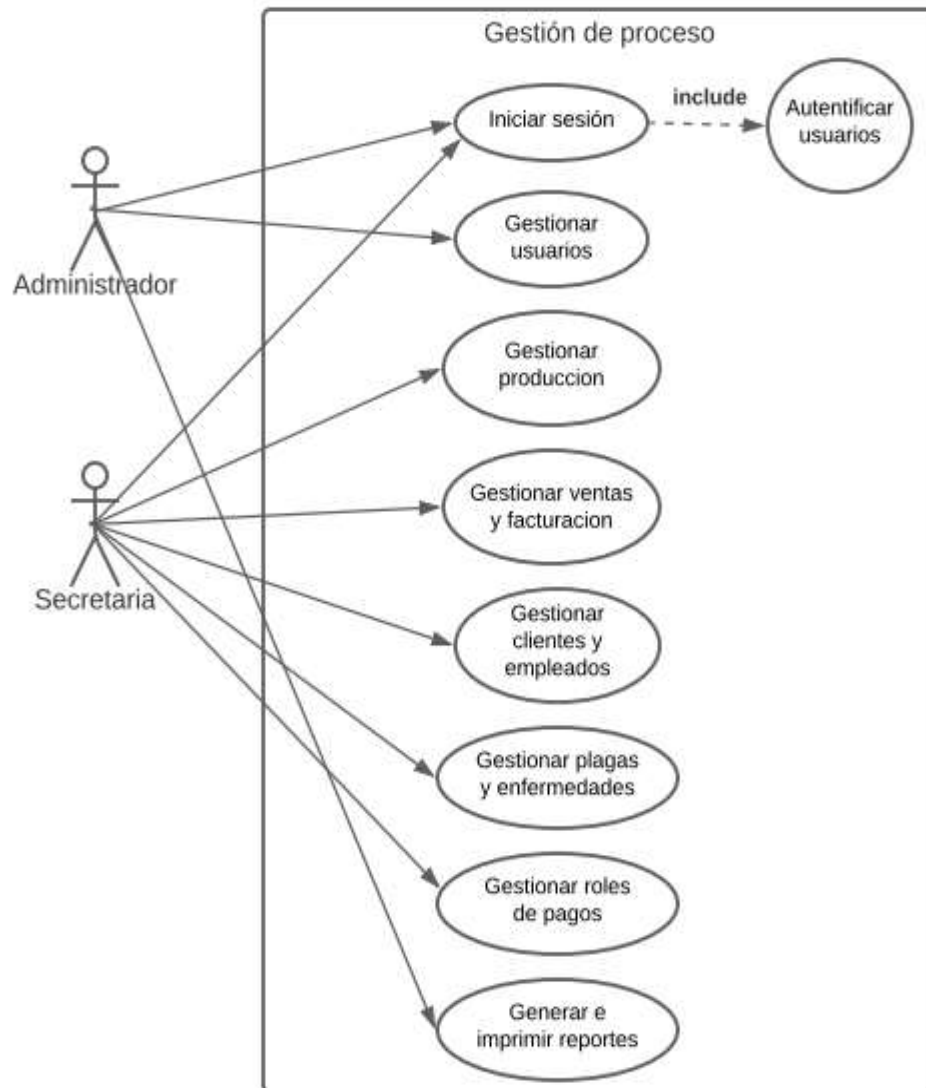 Gestión de proceso
Iniciar sesión
include
Autentificar
usuarios
Administrador
Gestionar
usuarios
Gestionar
produccion
Gestionar ventas
y facturacion
Secretaria
Gestionar
clientes y
empleados
Gestionar plagas
y enfermedades
Gestionar roles
de pagos
Generar e
imprimir reportes